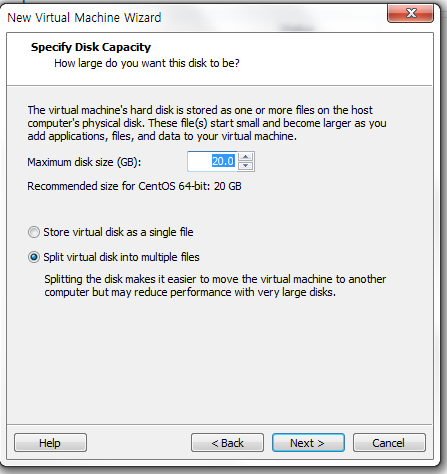 New Virtual Machine Wizard
Specify Disk Capacity
How large do you want this disk to be?
The virtual machine's hard disk is stored as one or more files on the host
computer's physical disk. These file(s) start small and become larger as you
add applications, files, and data to your virtual machine.
Maximum disk size (GB): 20.0
Recommended size for CentOS 64-bit: 20 GB
Store virtual disk as a single file
Split virtual disk into multiple files
Splitting the disk makes it easier to move the virtual machine to another
computer but may reduce performance with very large disks.
Help < Back Next > Cancel